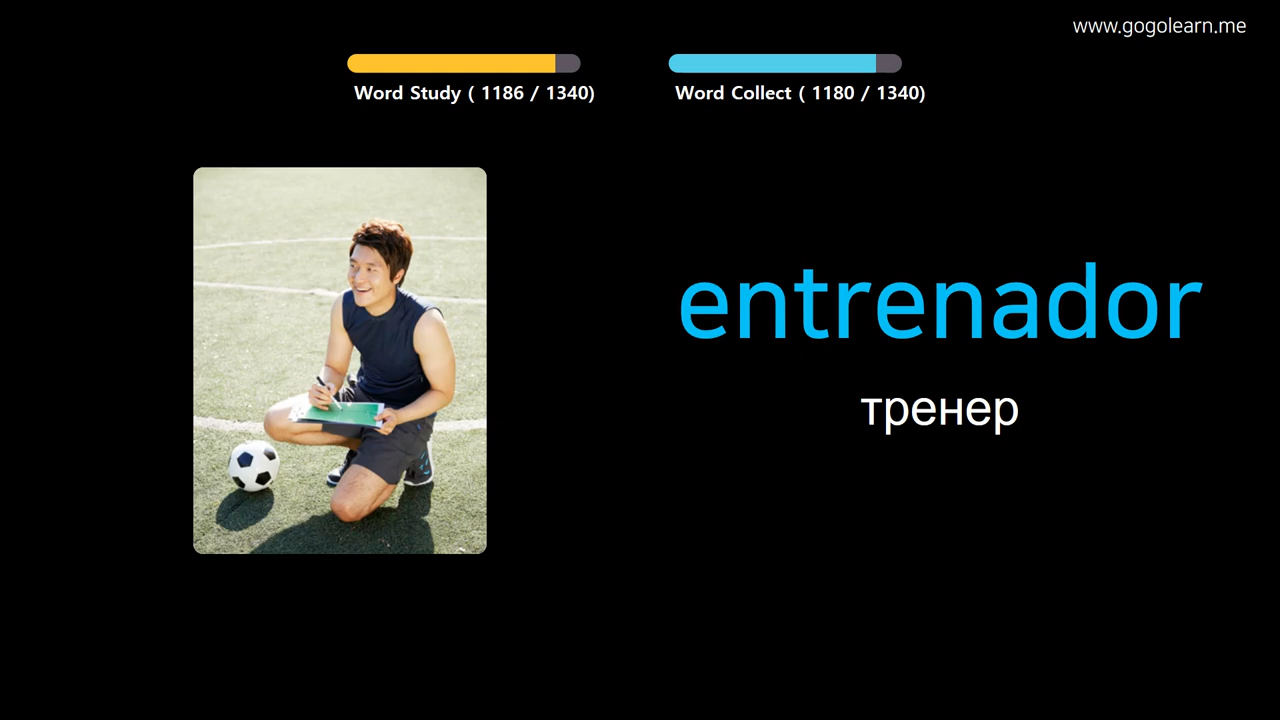 www.gogolearn.me
Word Study ( 1186 / 1340)
Word Collect ( 1180 / 1340)
entrenador
тренер